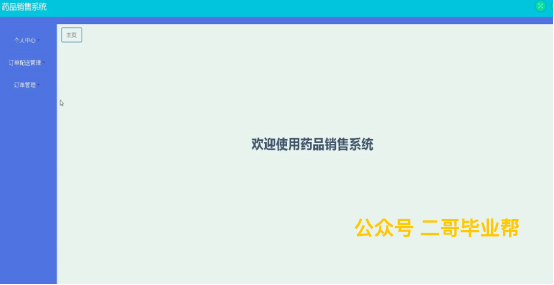 药品销售系统
主页
个人中心
订单配送管理
订单管理
欢迎使用药品销售系统
公众号 二哥毕业帮